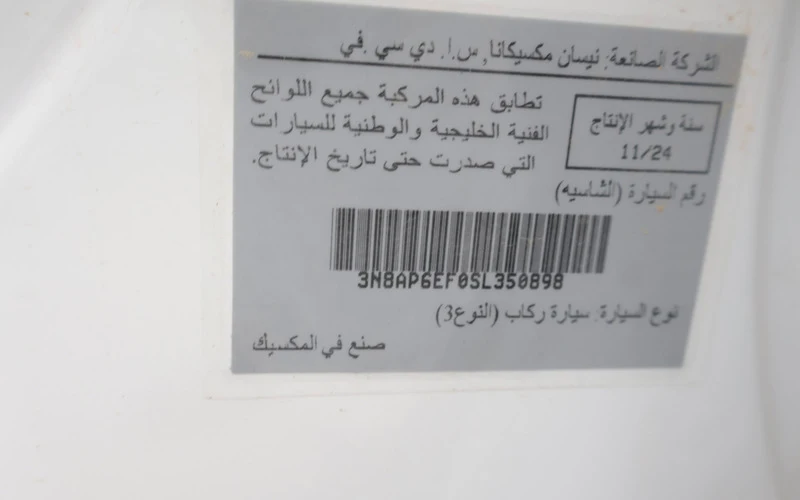 الشركة الصانعة: نيسان مكسيكانا, س.ا. دي سي .في
سنة وشهر الإنتاج
11/24
تطابق هذه المركبة جميع اللوائح
الفنية الخليجية والوطنية للسيارات
التي صدرت حتى تاريخ الإنتاج.
رقم السيارة (الشاسيه)
3N8AP6EF0SL350898
نوع السيارة: سيارة ركاب (النوع3)
صنع في المكسيك